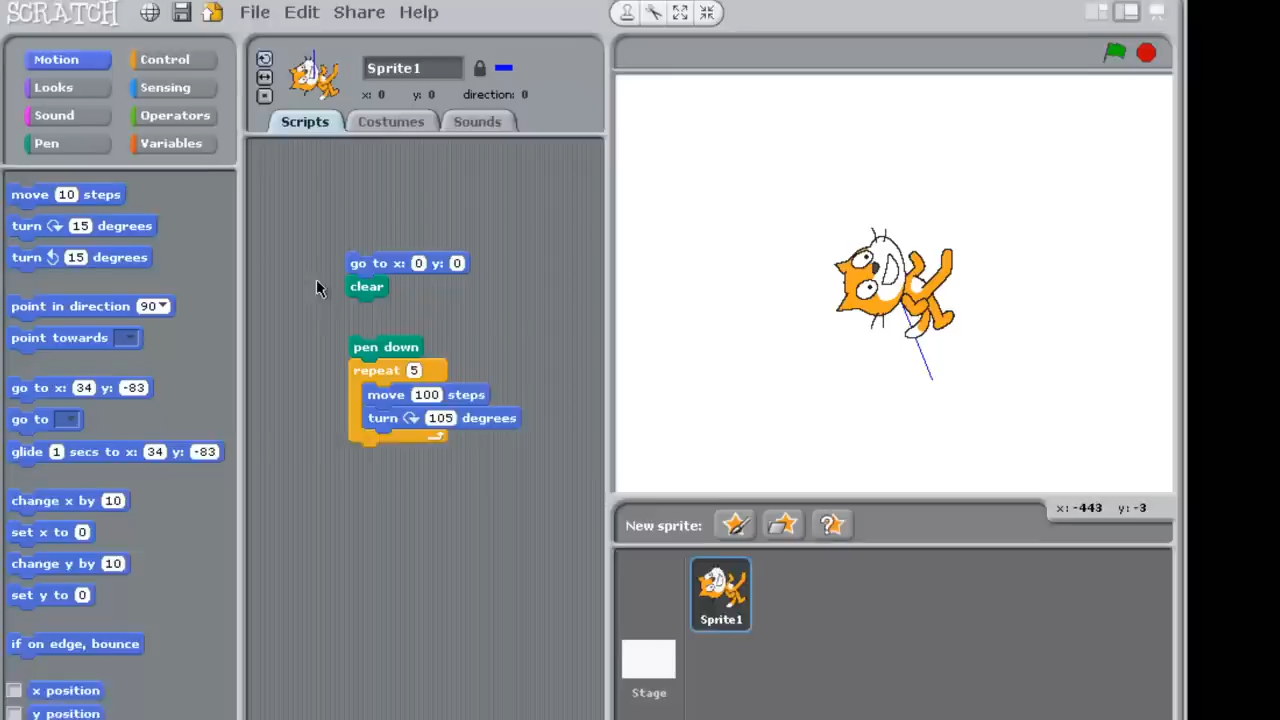 SCRATCH File Edit Share Help
Motion Control
Looks Sensing
Sound Operators
Pen Variables
move 10 steps
turn 15 degrees
turn 15 degrees
point in direction 90
point towards
go to x: 34 y: -83
go to
glide 1 secs to x: 34 y: -83
change x by 10
set x to 0
change y by 10
set y to 0
if on edge, bounce
x position
y position
Sprite1
x: 0 y: 0 direction: 0
Scripts Costumes Sounds
go to x: 0 y: 0
clear
pen down
repeat 5
move 100 steps
turn 105 degrees
x: -443 y: -3
New sprite:
Sprite1
Stage